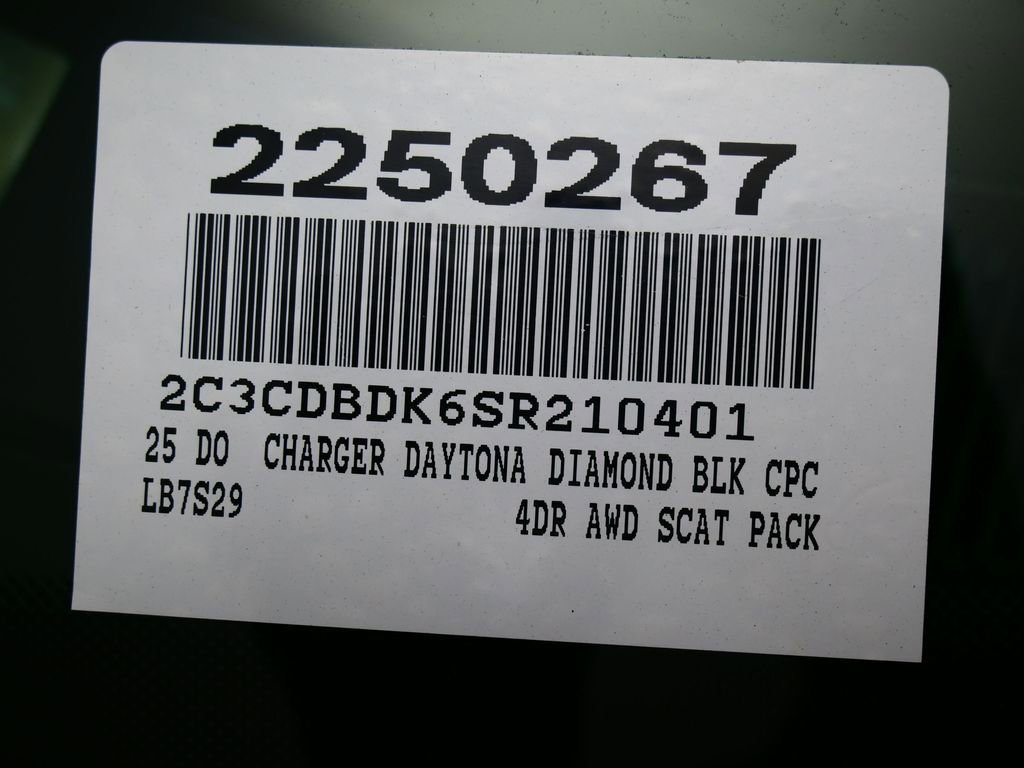 2250267
2C3CDBDK6SR210401
25 DO CHARGER DAYTONA DIAMOND BLK CPC
LB7S29 4DR AWD SCAT PACK